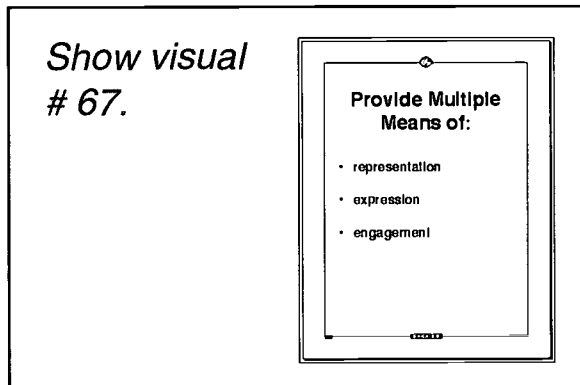 Show visual
# 67.
Provide Multiple
Means of:
• representation
• expression
• engagement